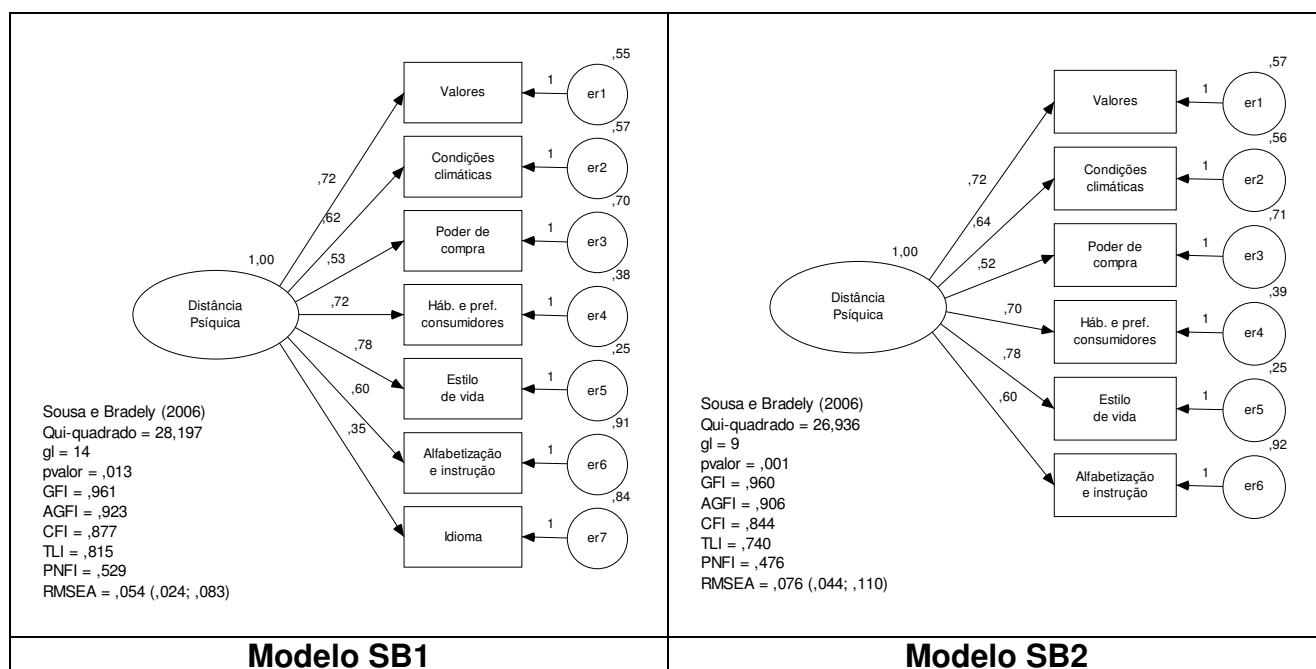 ,55
Valores
1
er1
,57
Condições
climáticas
1
er2
,70
Poder de
compra
1
er3
,38
Háb. e pref.
consumidores
1
er4
,25
Estilo
de vida
1
er5
,91
Alfabetização
e instrução
1
er6
,84
Idioma
1
er7
,72
,62
,53
,72
,78
,60
,35
1,00
Distância
Psíquica
Sousa e Bradely (2006)
Qui-quadrado = 28,197
gl = 14
pvalor = ,013
GFI = ,961
AGFI = ,923
CFI = ,877
TLI = ,815
PNFI = ,529
RMSEA = ,054 (,024; ,083)
Modelo SB1
,57
Valores
1
er1
,56
Condições
climáticas
1
er2
,71
Poder de
compra
1
er3
,39
Háb. e pref.
consumidores
1
er4
,25
Estilo
de vida
1
er5
,92
Alfabetização
e instrução
1
er6
,72
,64
,52
,70
,78
,60
1,00
Distância
Psíquica
Sousa e Bradely (2006)
Qui-quadrado = 26,936
gl = 9
pvalor = ,001
GFI = ,960
AGFI = ,906
CFI = ,844
TLI = ,740
PNFI = ,476
RMSEA = ,076 (,044; ,110)
Modelo SB2